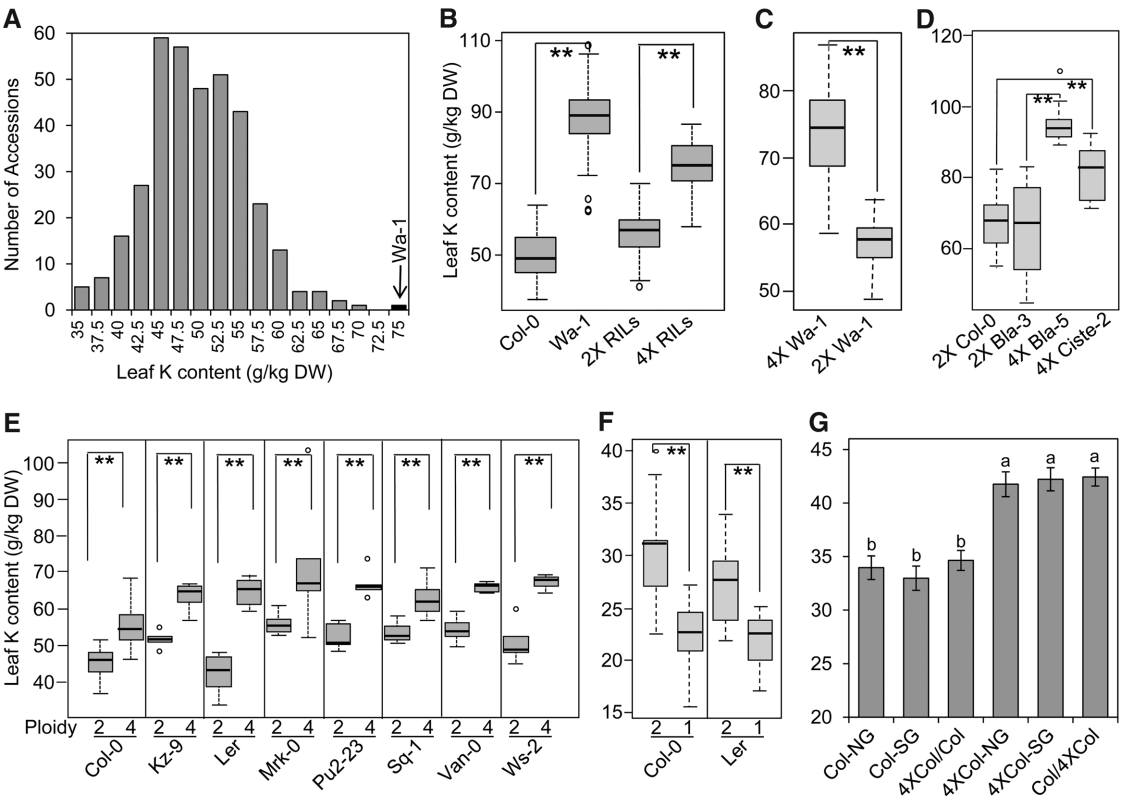 A
Number of Accessions
60
50
40
30
20
10
0
35 37.5 40 42.5 45 47.5 50 52.5 55 57.5 60 62.5 65 67.5 70 72.5 75
Wa-1
Leaf K content (g/kg DW)
B
Leaf K content (g/kg DW)
110
90
70
50
** **
Col-0 Wa-1 2X RILs 4X RILs
C
80
70
60
50
**
4X Wa-1 2X Wa-1
D
120
100
80
60
** **
2X Col-0 2X Bla-3 4X Bla-5 4X Ciste-2
E
Leaf K content (g/kg DW)
100
90
80
70
60
50
40
** ** ** ** ** ** ** **
Ploidy 2 4 2 4 2 4 2 4 2 4 2 4 2 4 2 4
Col-0 Kz-9 Ler Mrk-0 Pu2-23 Sq-1 Van-0 Ws-2
F
40
35
30
25
20
15
** **
2 1 2 1
Col-0 Ler
G
45
40
35
30
25
20
b b b a a a
Col-NG Col-SG 4XCol/Col 4XCol-NG 4XCol-SG Col/4XCol